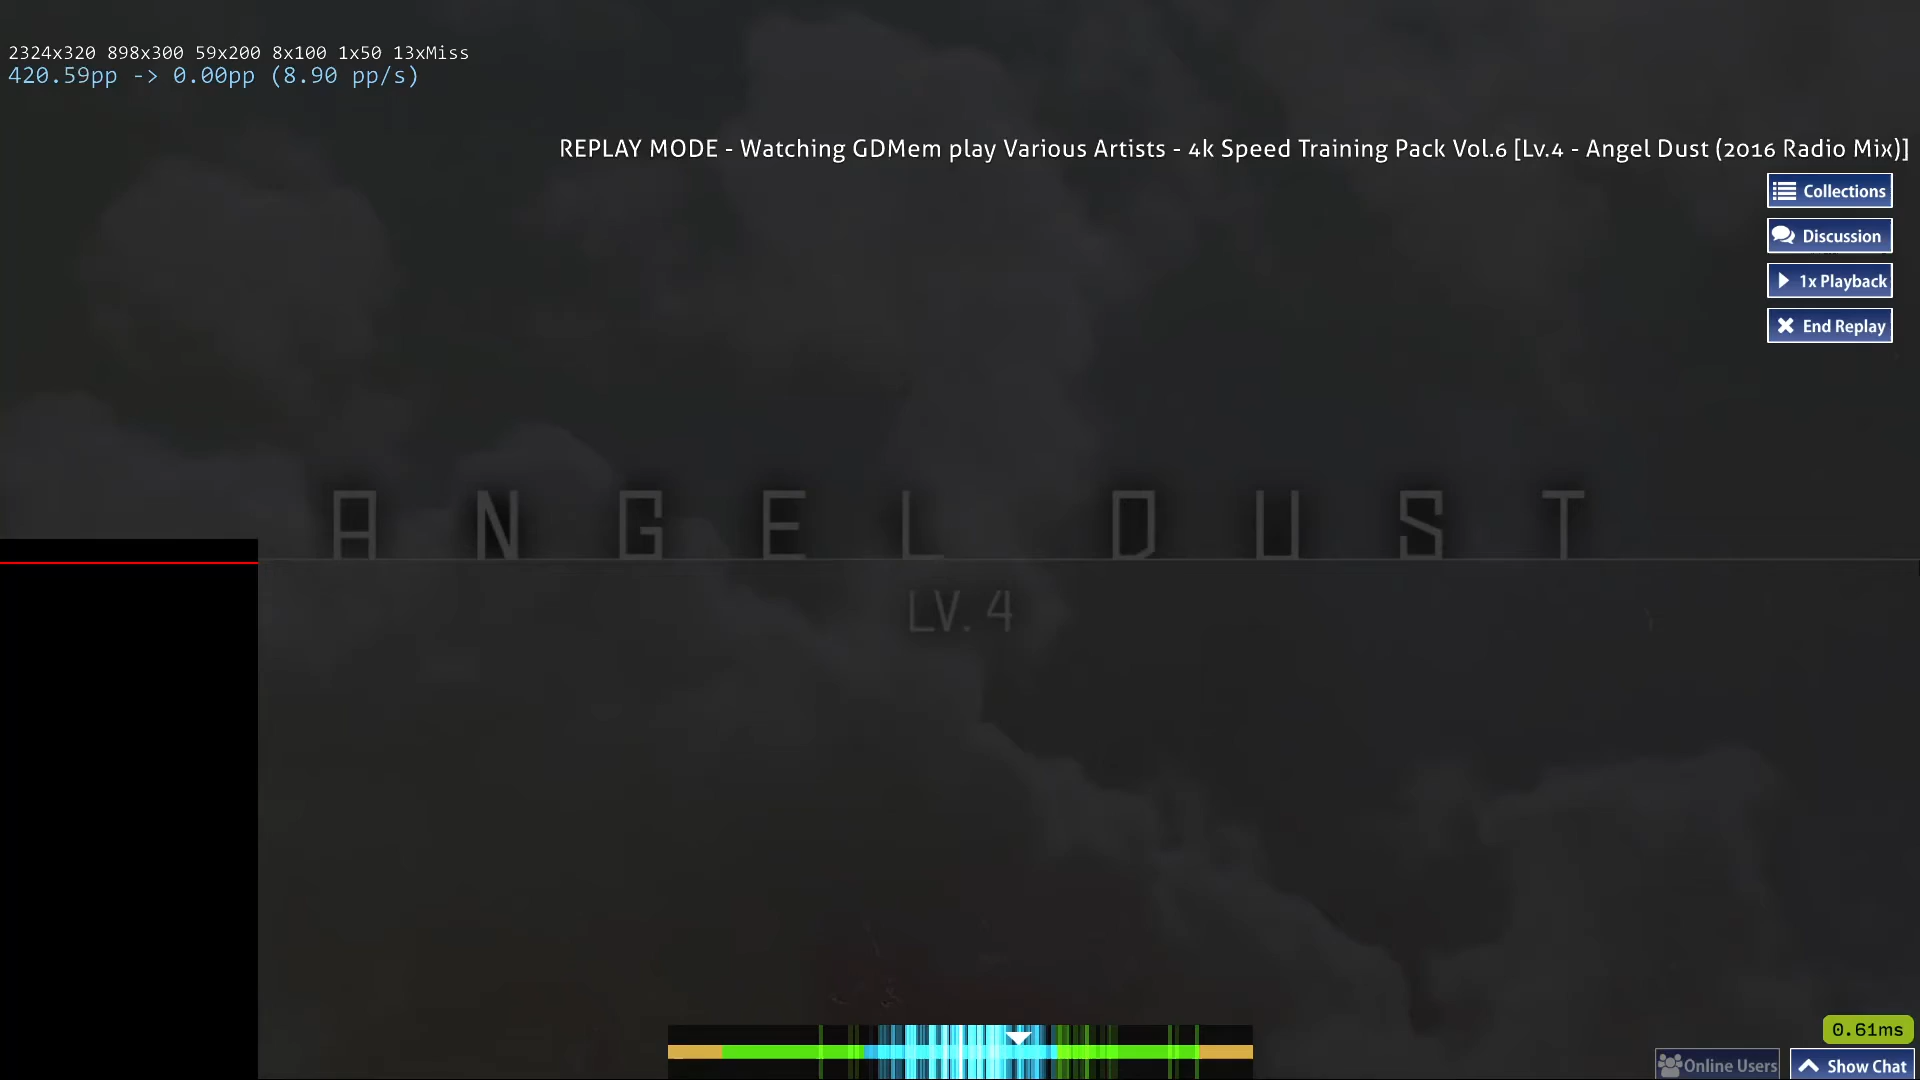 2324x320 898x300 59x200 8x100 1x50 13xMiss
420.59pp -> 0.00pp (8.90 pp/s)
REPLAY MODE - Watching GDMem play Various Artists - 4k Speed Training Pack Vol.6 [Lv.4 - Angel Dust (2016 Radio Mix)]
Collections
Discussion
1x Playback
End Replay
ANGEL DUST
LV. 4
0.61ms
Online Users
Show Chat